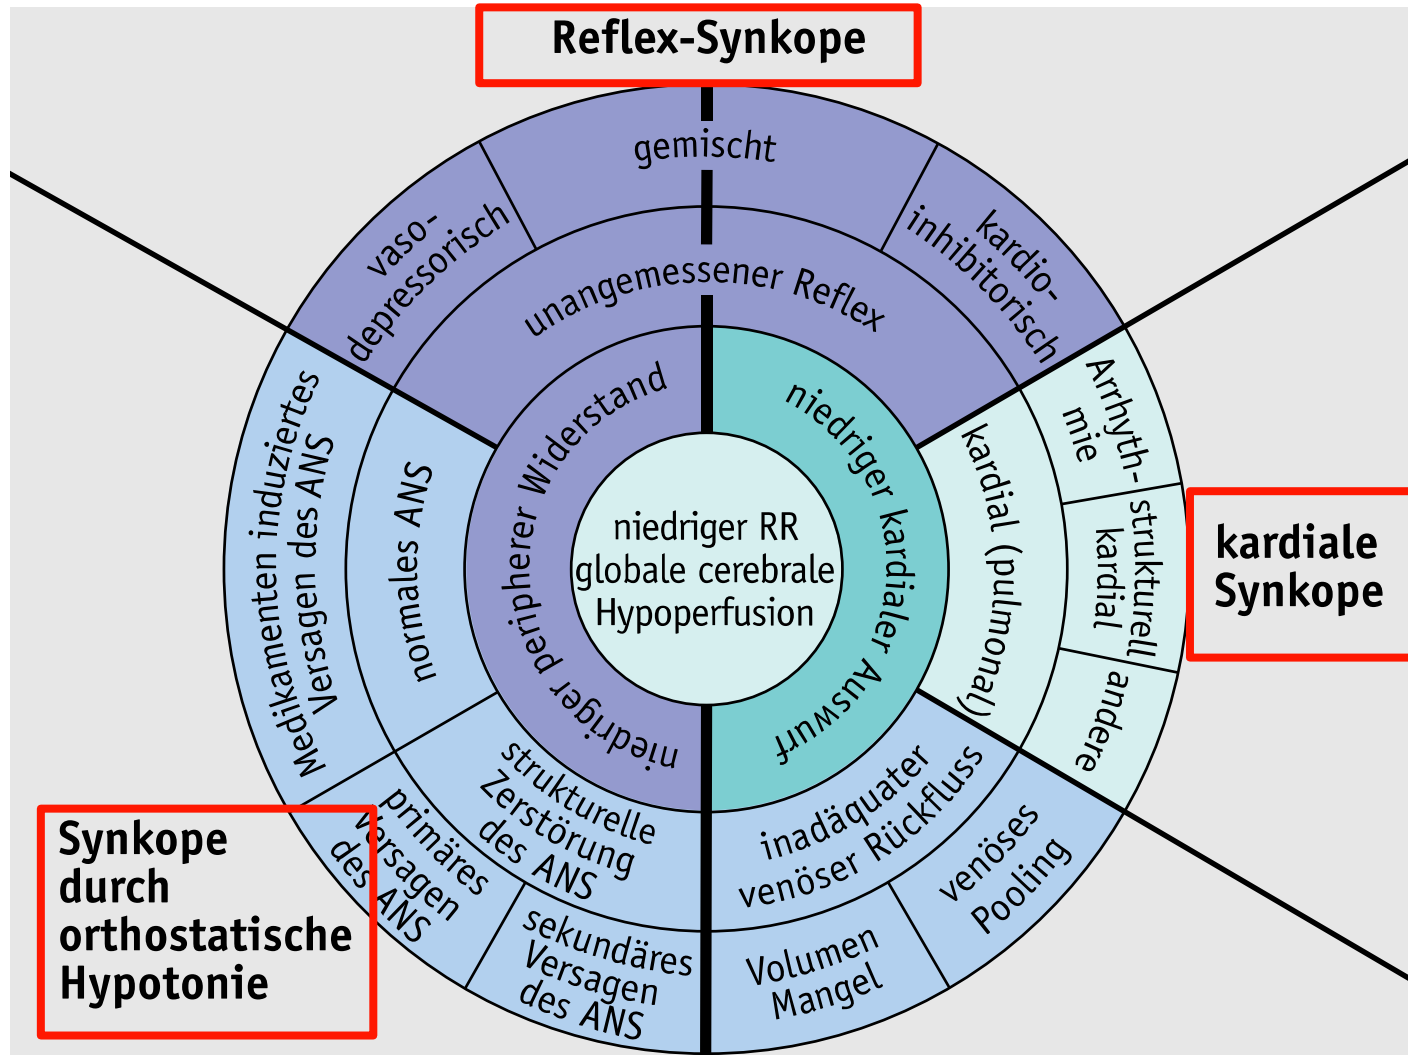 Reflex-Synkope
gemischt
vaso-
depressorisch
kardio-
inhibitorisch
unangemessener Reflex
niedriger peripherer Widerstand
niedriger kardialer Auswurf
niedriger RR
globale cerebrale
Hypoperfusion
Medikamenten induziertes
Versagen des ANS
normales ANS
kardial (pulmonal)
Arrhyth-
mie
strukturell
kardial
andere
kardiale
Synkope
strukturelle
Zerstörung
des ANS
inadäquater
venöser Rückfluss
primäres
Versagen
des ANS
sekundäres
Versagen
des ANS
Volumen
Mangel
venöses
Pooling
Synkope
durch
orthostatische
Hypotonie